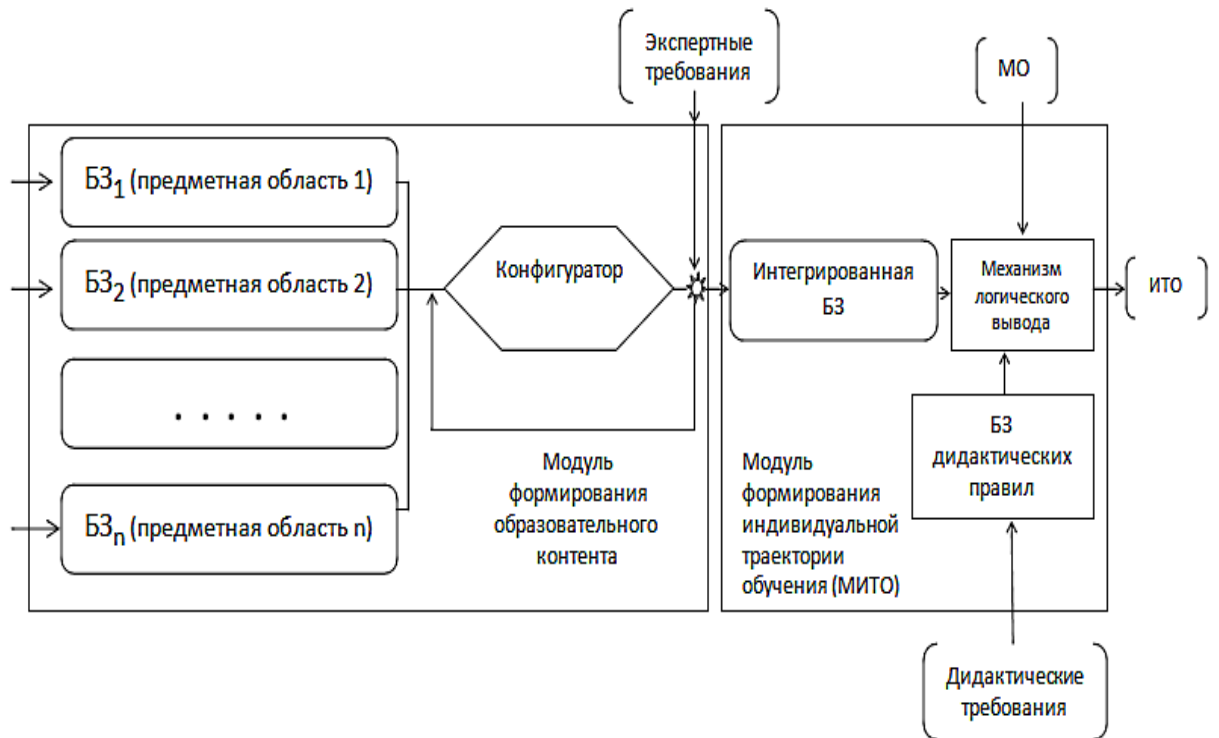 Экспертные
требования
МО
БЗ1 (предметная область 1)
БЗ2 (предметная область 2)
. . . . .
БЗn (предметная область n)
Конфигуратор
Модуль
формирования
образовательного
контента
Интегрированная
БЗ
Механизм
логического
вывода
ИТО
БЗ
дидактических
правил
Модуль
формирования
индивидуальной
траектории
обучения (МИТО)
Дидактические
требования